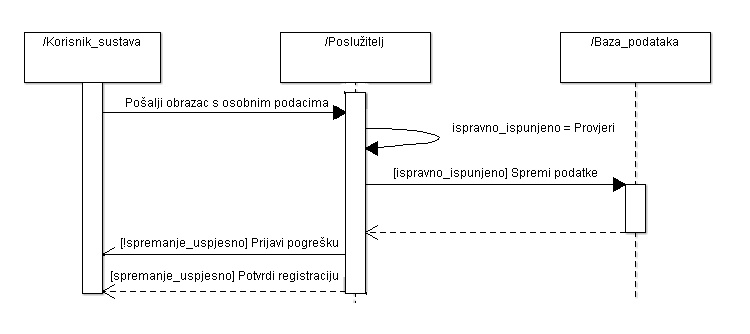 /Korisnik_sustava
/Poslužitelj
/Baza_podataka
Pošalji obrazac s osobnim podacima
ispravno_ispunjeno = Provjeri
[ispravno_ispunjeno] Spremi podatke
[!spremanje_uspjesno] Prijavi pogrešku
[spremanje_uspjesno] Potvrdi registraciju